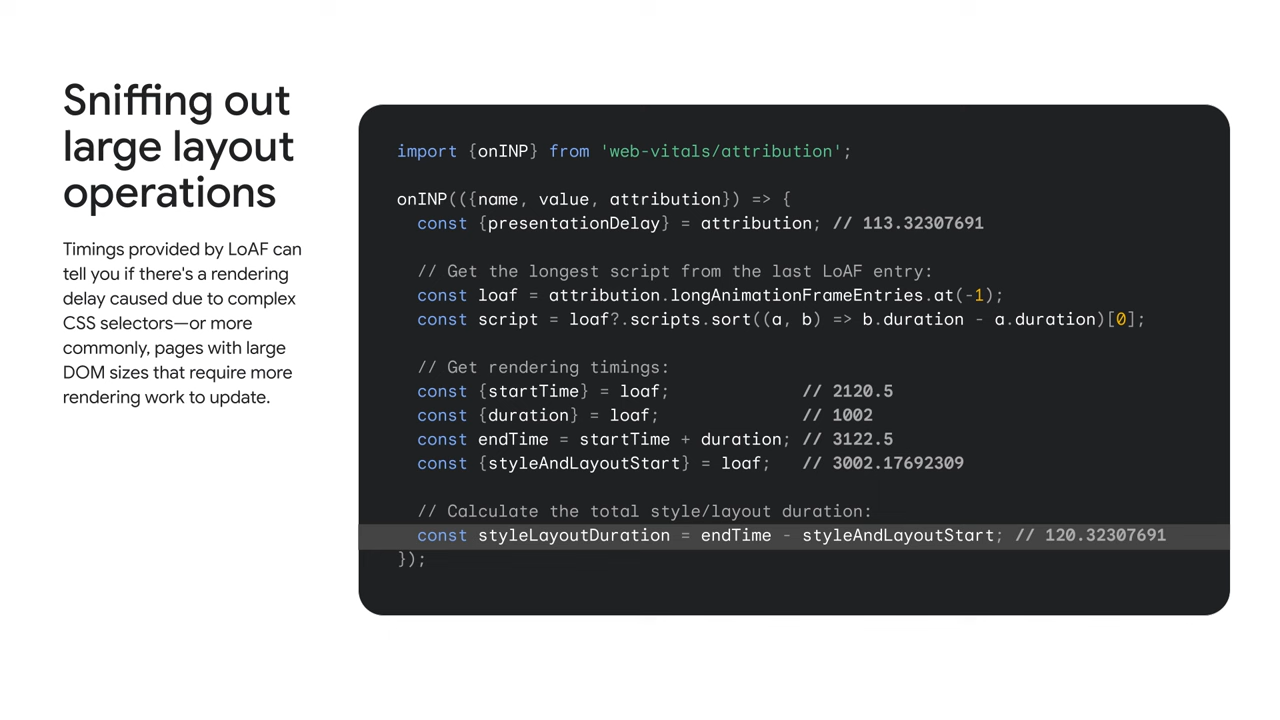 Sniffing out
large layout
operations
Timings provided by LoAF can
tell you if there's a rendering
delay caused due to complex
CSS selectors—or more
commonly, pages with large
DOM sizes that require more
rendering work to update.
import {onINP} from 'web-vitals/attribution';
onINP(({name, value, attribution}) => {
const {presentationDelay} = attribution; // 113.32307691
// Get the longest script from the last LoAF entry:
const loaf = attribution.longAnimationFrameEntries.at(-1);
const script = loaf?.scripts.sort((a, b) => b.duration - a.duration)[0];
// Get rendering timings:
const {startTime} = loaf; // 2120.5
const {duration} = loaf; // 1002
const endTime = startTime + duration; // 3122.5
const {styleAndLayoutStart} = loaf; // 3002.17692309
// Calculate the total style/layout duration:
const styleLayoutDuration = endTime - styleAndLayoutStart; // 120.32307691
});